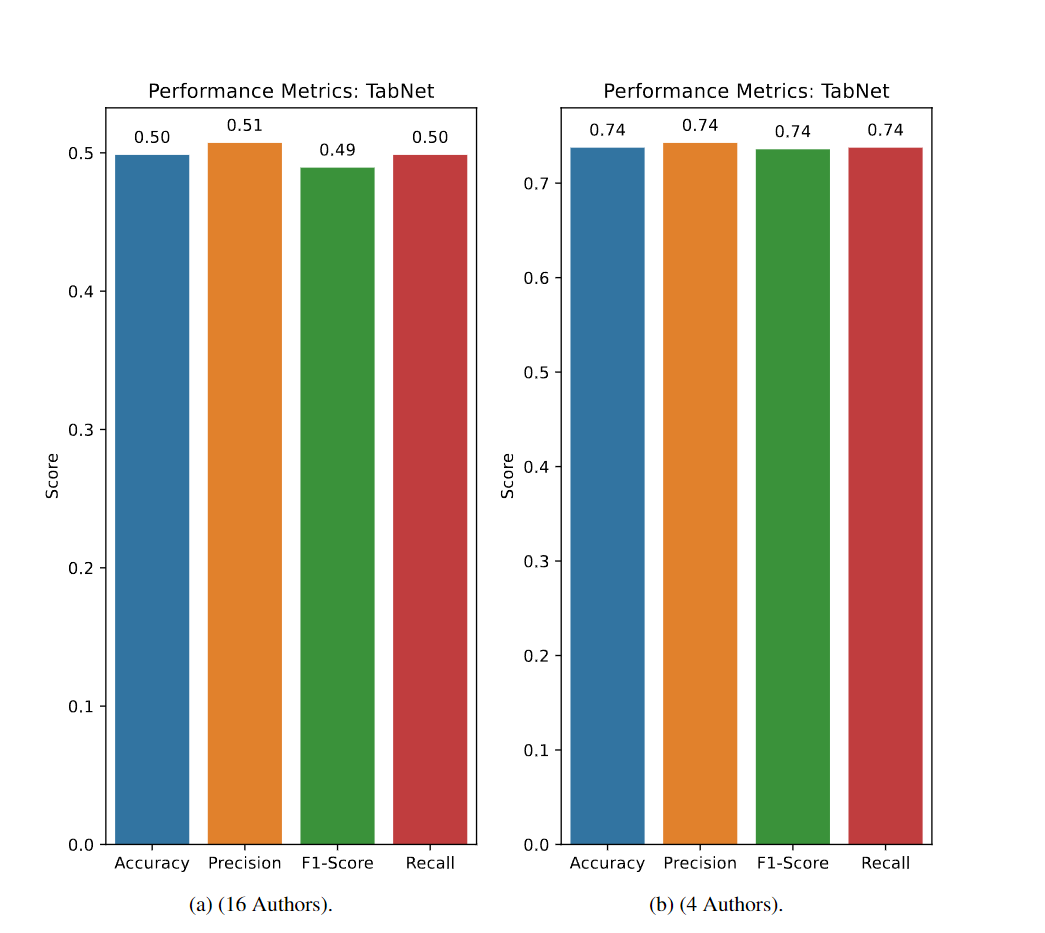 Performance Metrics: TabNet
0.50
0.51
0.49
0.50
0.5
0.4
0.3
0.2
0.1
0.0
Score
Accuracy Precision F1-Score Recall
(a) (16 Authors).
Performance Metrics: TabNet
0.74
0.74
0.74
0.74
0.7
0.6
0.5
0.4
0.3
0.2
0.1
0.0
Score
Accuracy Precision F1-Score Recall
(b) (4 Authors).